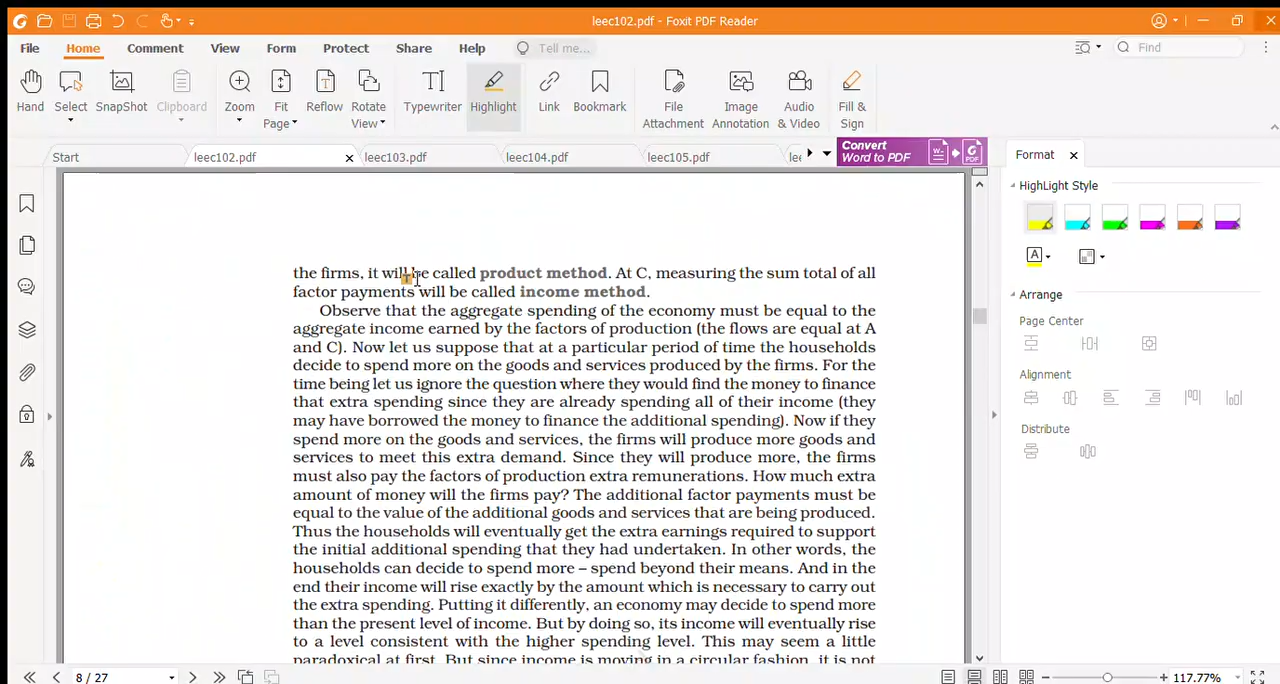 leec102.pdf - Foxit PDF Reader
File Home Comment View Form Protect Share Help Tell me... Find
Hand Select SnapShot Clipboard Zoom Fit Page Reflow Rotate View Typewriter Highlight Link Bookmark File Attachment Image Annotation Audio & Video Fill & Sign
Start leec102.pdf leec103.pdf leec104.pdf leec105.pdf
Convert
Word to PDF
PDF
Format
HighLight Style
A
Arrange
Page Center
Alignment
Distribute
the firms, it will be called product method. At C, measuring the sum total of all
factor payments will be called income method.
Observe that the aggregate spending of the economy must be equal to the
aggregate income earned by the factors of production (the flows are equal at A
and C). Now let us suppose that at a particular period of time the households
decide to spend more on the goods and services produced by the firms. For the
time being let us ignore the question where they would find the money to finance
that extra spending since they are already spending all of their income (they
may have borrowed the money to finance the additional spending). Now if they
spend more on the goods and services, the firms will produce more goods and
services to meet this extra demand. Since they will produce more, the firms
must also pay the factors of production extra remunerations. How much extra
amount of money will the firms pay? The additional factor payments must be
equal to the value of the additional goods and services that are being produced.
Thus the households will eventually get the extra earnings required to support
the initial additional spending that they had undertaken. In other words, the
households can decide to spend more – spend beyond their means. And in the
end their income will rise exactly by the amount which is necessary to carry out
the extra spending. Putting it differently, an economy may decide to spend more
than the present level of income. But by doing so, its income will eventually rise
to a level consistent with the higher spending level. This may seem a little
paradoxical at first. But since income is moving in a circular fashion, it is not
8 / 27
117.77%